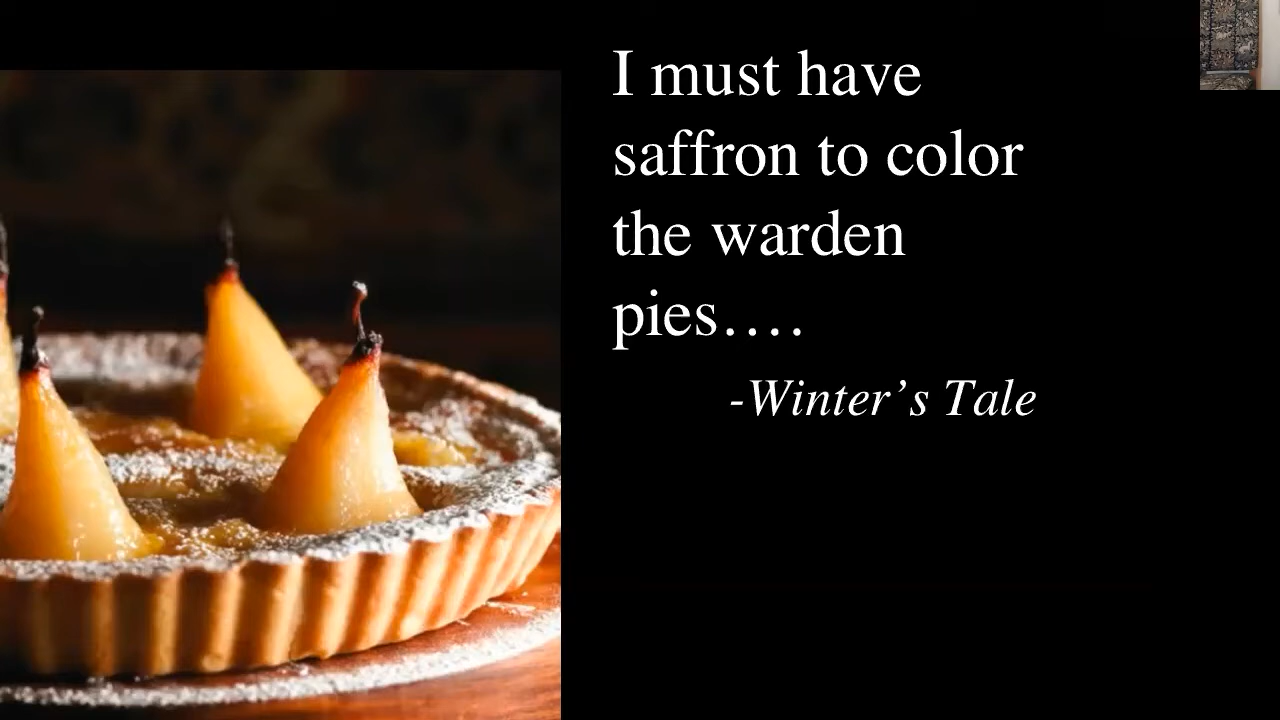 I must have
saffron to color
the warden
pies….
-Winter’s Tale